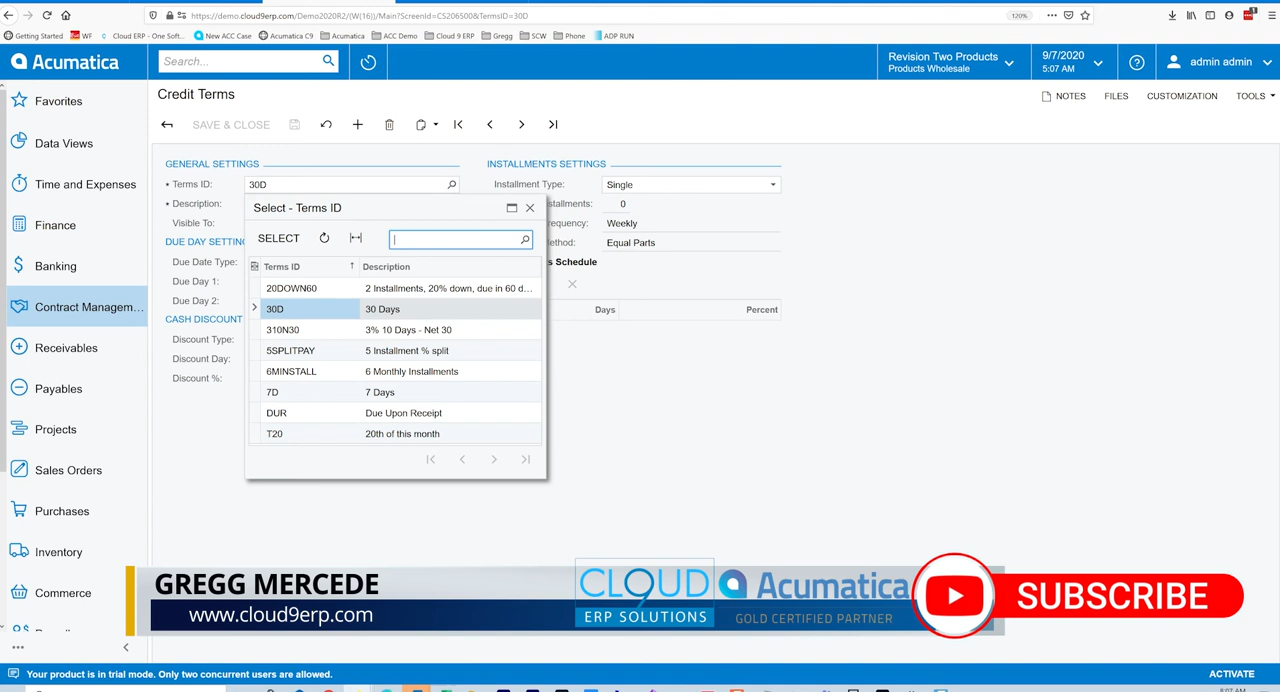 https://demo.cloud9erp.com/Demo2020R2/(W(16))/Main?ScreenId=CS206500&TermsID=30D
120%
Getting Started WF Cloud ERP - One Soft... New ACC Case Acumatica C9 Acumatica ACC Demo Cloud 9 ERP Gregg SCW Phone ADP RUN
Acumatica
Search...
Revision Two Products
Products Wholesale
9/7/2020
5:07 AM
admin admin
Favorites
Data Views
Time and Expenses
Finance
Banking
Contract Managem...
Receivables
Payables
Projects
Sales Orders
Purchases
Inventory
Commerce
Credit Terms
NOTES FILES CUSTOMIZATION TOOLS
SAVE & CLOSE
GENERAL SETTINGS
Terms ID: 30D
Description:
Visible To:
DUE DAY SETTIN
Due Date Type:
Due Day 1:
Due Day 2:
CASH DISCOUNT
Discount Type:
Discount Day:
Discount %:
INSTALLMENTS SETTINGS
Installment Type: Single
stallments: 0
requency: Weekly
ethod: Equal Parts
s Schedule
Days Percent
Select - Terms ID
SELECT
Terms ID Description
20DOWN60 2 Installments, 20% down, due in 60 d...
30D 30 Days
310N30 3% 10 Days - Net 30
5SPLITPAY 5 Installment % split
6MINSTALL 6 Monthly Installments
7D 7 Days
DUR Due Upon Receipt
T20 20th of this month
GREGG MERCEDE
www.cloud9erp.com
CLOUD
9
ERP SOLUTIONS
Acumatica
GOLD CERTIFIED PARTNER
SUBSCRIBE
Your product is in trial mode. Only two concurrent users are allowed.
ACTIVATE